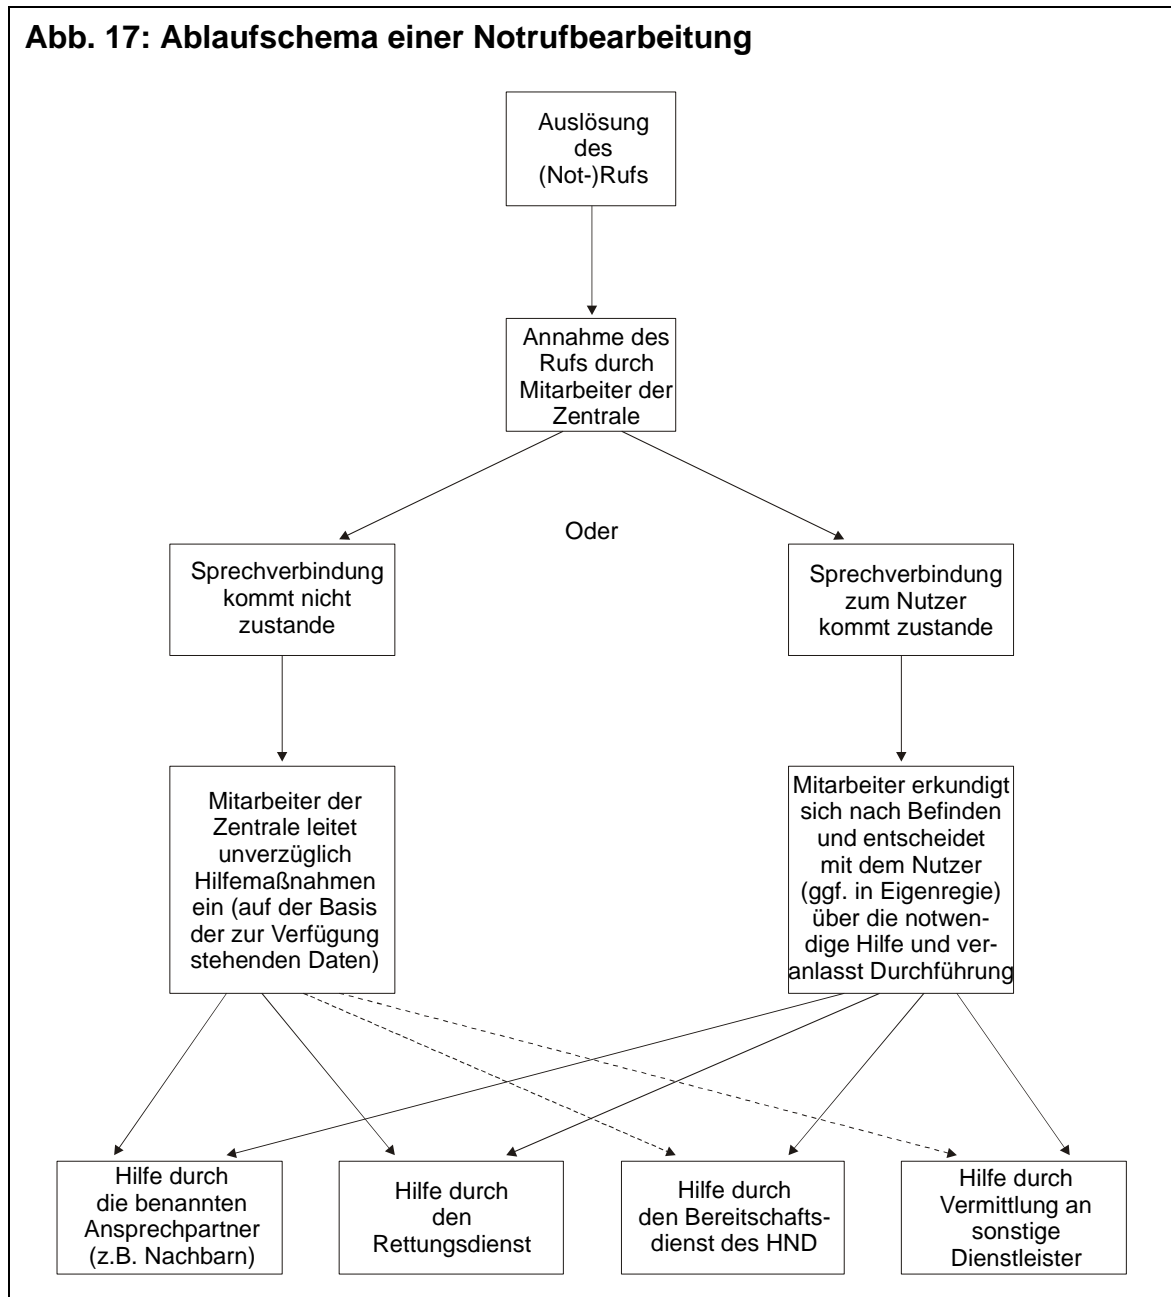 Abb. 17: Ablaufschema einer Notrufbearbeitung
Auslösung
des
(Not-)Rufs
Annahme des
Rufs durch
Mitarbeiter der
Zentrale
Oder
Sprechverbindung
kommt nicht
zustande
Sprechverbindung
zum Nutzer
kommt zustande
Mitarbeiter der
Zentrale leitet
unverzüglich
Hilfemaßnahmen
ein (auf der Basis
der zur Verfügung
stehenden Daten)
Mitarbeiter erkundigt
sich nach Befinden
und entscheidet
mit dem Nutzer
(ggf. in Eigenregie)
über die notwen-
dige Hilfe und ver-
anlasst Durchführung
Hilfe durch
die benannten
Ansprechpartner
(z.B. Nachbarn)
Hilfe durch
den
Rettungsdienst
Hilfe durch
den Bereitschafts-
dienst des HND
Hilfe durch
Vermittlung an
sonstige
Dienstleister